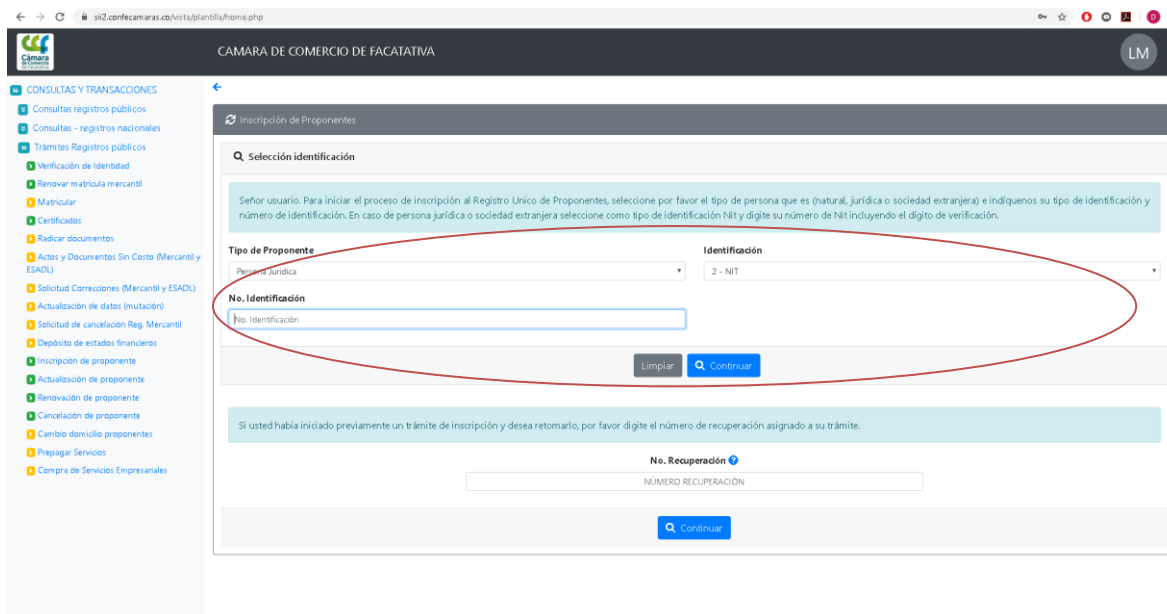 sii2.confecamaras.co/vista/plantilla/home.php
D
Cámara
de Comercio
de Facatativa
CAMARA DE COMERCIO DE FACATATIVA
LM
CONSULTAS Y TRANSACCIONES
Consultas registros públicos
Consultas - registros nacionales
Trámites Registros públicos
Verificación de Identidad
Renovar matrícula mercantil
Matricular
Certificados
Radicar documentos
Actos y Documentos Sin Costo (Mercantil y
ESADL)
Solicitud Correcciones (Mercantil y ESADL)
Actualización de datos (mutación)
Solicitud de cancelación Reg. Mercantil
Depósito de estados financieros
Inscripción de proponente
Actualización de proponente
Renovación de proponente
Cancelación de proponente
Cambio domicilio proponentes
Prepagar Servicios
Compra de Servicios Empresariales
Inscripción de Proponentes
Selección identificación
Señor usuario. Para iniciar el proceso de inscripción al Registro Unico de Proponentes, seleccione por favor el tipo de persona que es (natural, jurídica o sociedad extranjera) e indíquenos su tipo de identificación y
número de identificación. En caso de persona jurídica o sociedad extranjera seleccione como tipo de identificación Nit y digite su número de Nit incluyendo el dígito de verificación.
Tipo de Proponente
Identificación
Persona Juridica
2 - NIT
No. Identificación
No. Identificación
Limpiar
Continuar
Si usted había iniciado previamente un trámite de inscripción y desea retomarlo, por favor digite el número de recuperación asignado a su trámite.
No. Recuperación
NÚMERO RECUPERACIÓN
Continuar